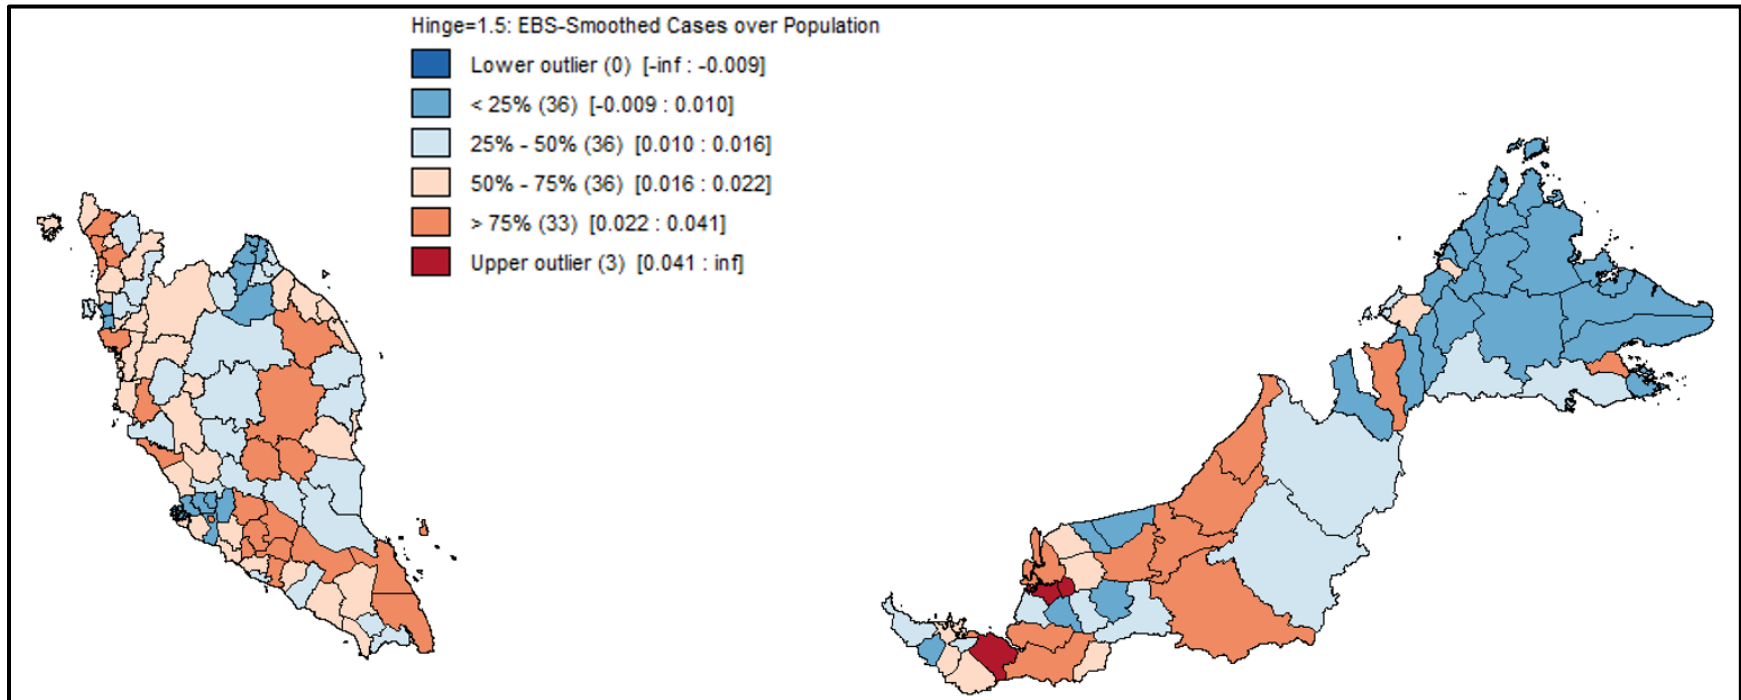 Hinge=1.5: EBS-Smoothed Cases over Population
Lower outlier (0) [-inf : -0.009]
< 25% (36) [-0.009 : 0.010]
25% - 50% (36) [0.010 : 0.016]
50% - 75% (36) [0.016 : 0.022]
> 75% (33) [0.022 : 0.041]
Upper outlier (3) [0.041 : inf]